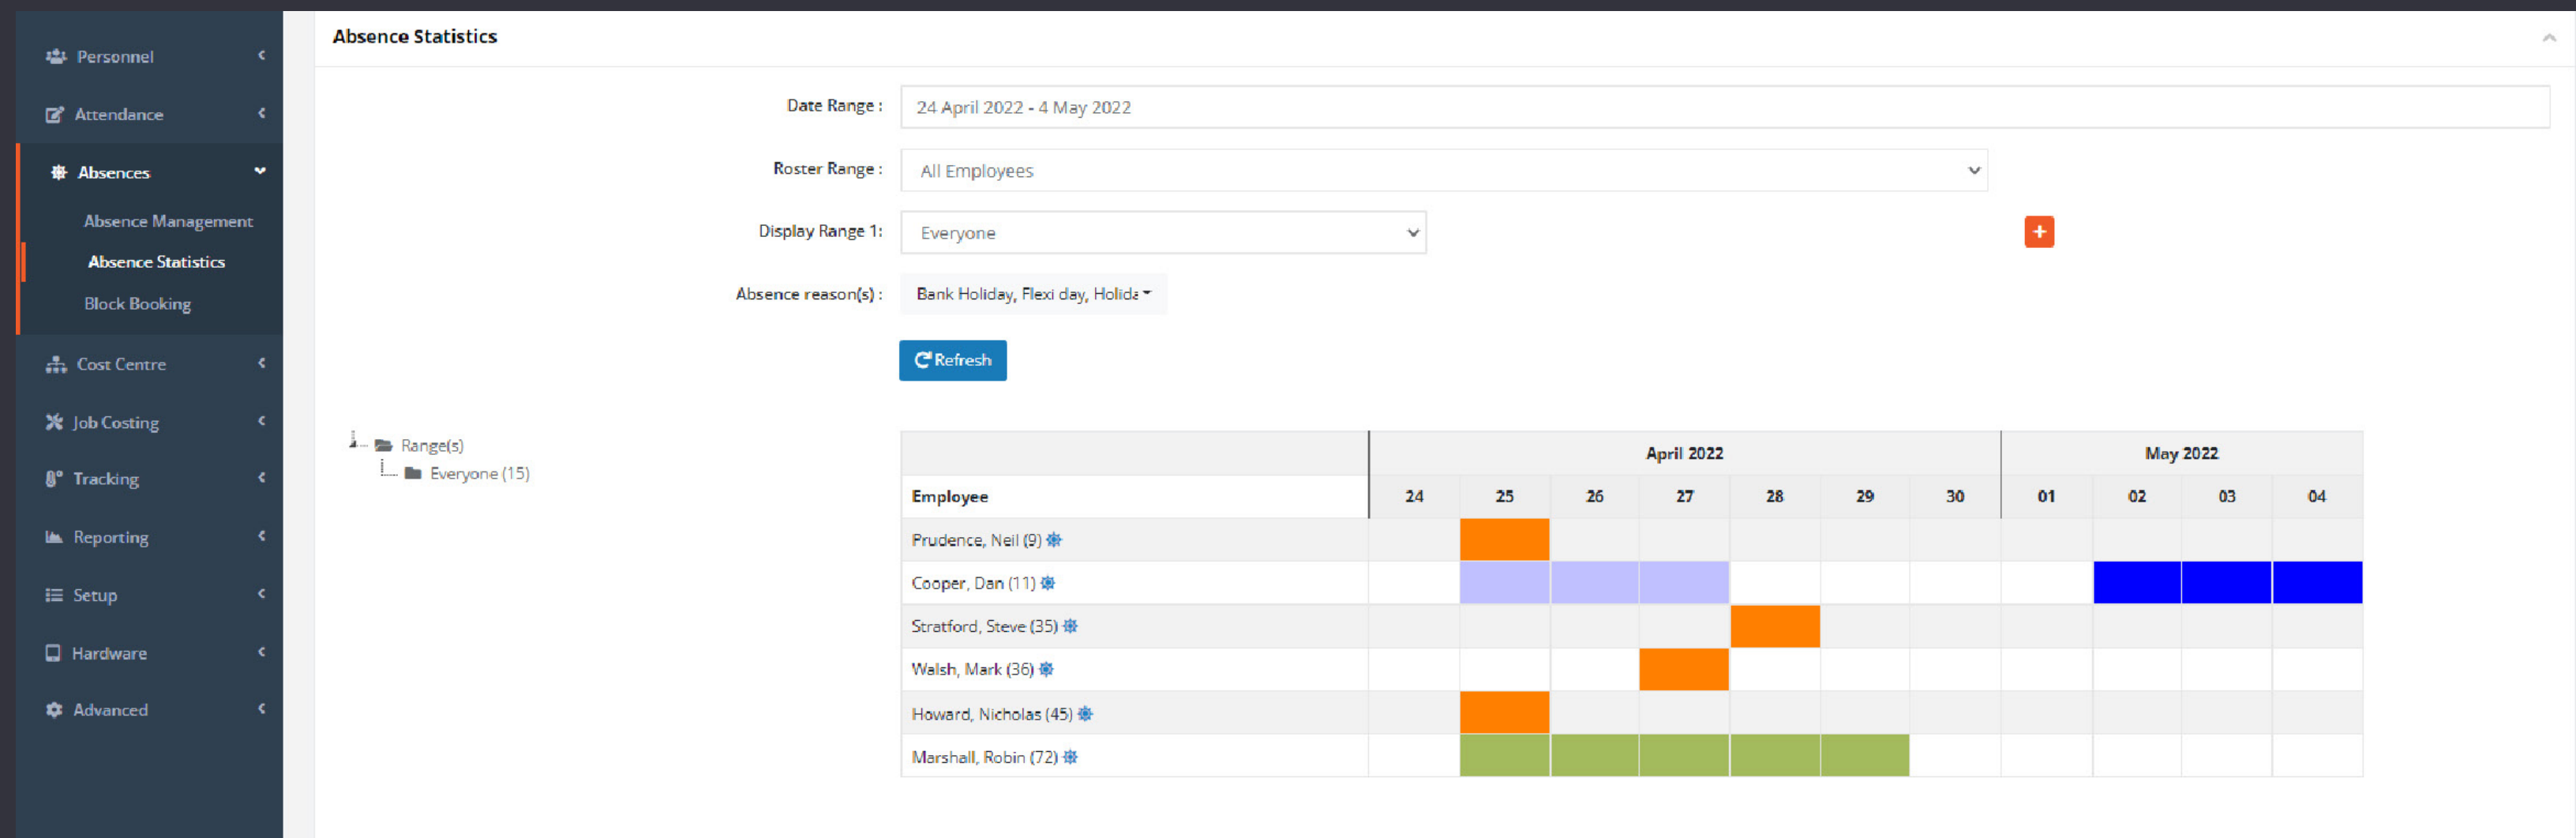 Personnel
Attendance
Absences
Absence Management
Absence Statistics
Block Booking
Cost Centre
Job Costing
Tracking
Reporting
Setup
Hardware
Advanced
Absence Statistics
Date Range : 24 April 2022 - 4 May 2022
Roster Range : All Employees
Display Range 1: Everyone
+
Absence reason(s) : Bank Holiday, Flexi day, Holida
Refresh
Range(s)
Everyone (15)
April 2022 May 2022
Employee 24 25 26 27 28 29 30 01 02 03 04
Prudence, Neil (9)
Cooper, Dan (11)
Stratford, Steve (35)
Walsh, Mark (36)
Howard, Nicholas (45)
Marshall, Robin (72)